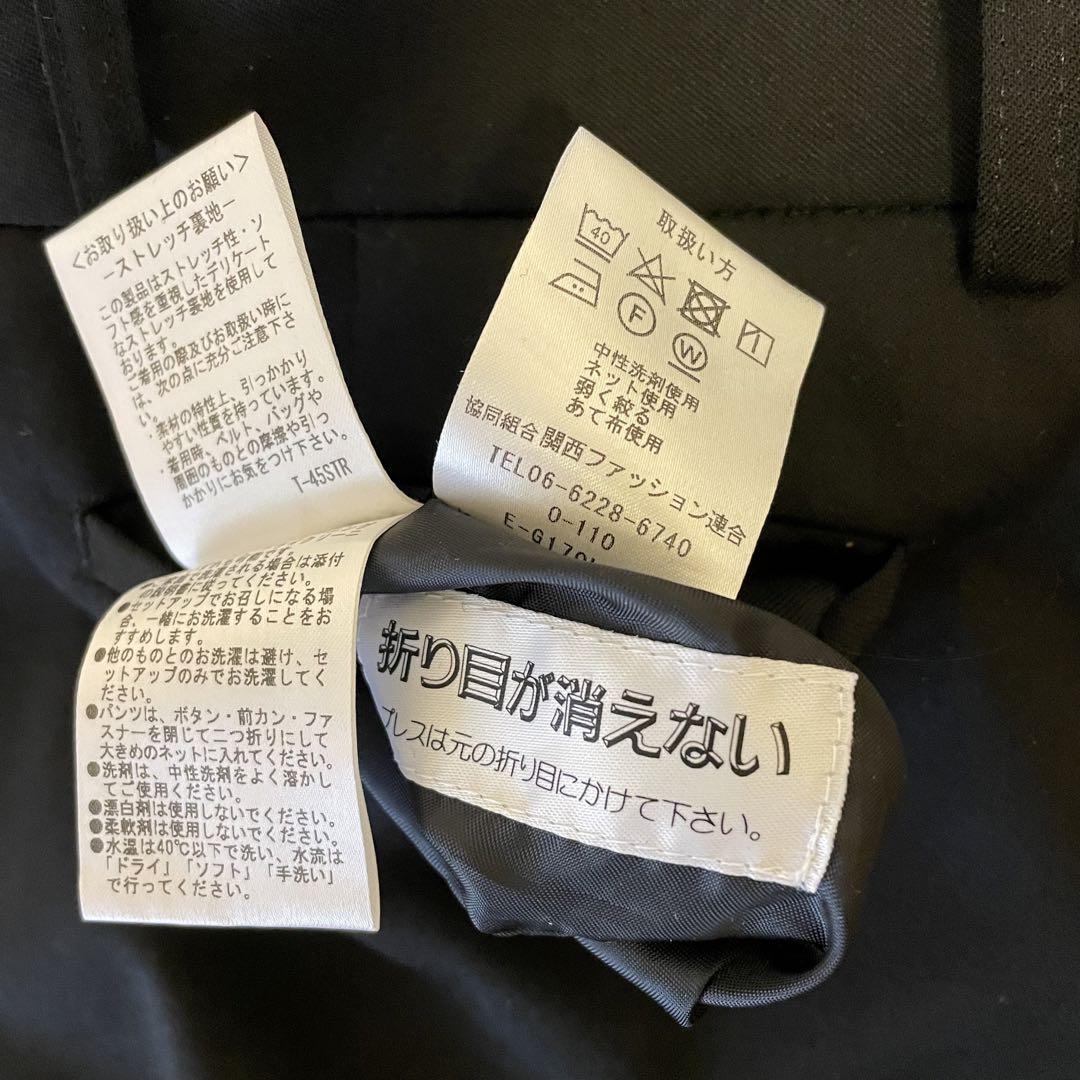 <お取り扱い上のお願い>
−ストレッチ裏地−
この製品はストレッチ性・ソ
フト感を重視したデリケート
なストレッチ裏地を使用して
おります。
ご着用の際及びお取扱い時に
は、次の点に充分ご注意下さ
い。
・素材の特性上、引っかかり
やすい性質を持っています。
・着用時、ベルト、バッグや
周囲のものとの摩擦や引っ
かかりにお気をつけ下さい。
T-45STR
取扱い方
40
F
W
中性洗剤使用
ネット使用
弱く絞る
あて布使用
協同組合関西ファッション連合
TEL06-6228-6740
0-110
される場合は添付
に従ってください。
●セットアップでお召しになる場
合、一緒にお洗濯することをお
すすめします。
●他のものとのお洗濯は避け、セ
ットアップのみでお洗濯してく
ださい。
●パンツは、ボタン・前カン・ファ
スナーを閉じて二つ折りにして
大きめのネットに入れてください。
●洗剤は、中性洗剤をよく溶かし
てご使用ください。
●漂白剤は使用しないでください。
●柔軟剤は使用しないでください。
●水温は40℃以下で洗い、水流は
「ドライ」「ソフト」「手洗い」
で行ってください。
折り目が消えない
プレスは元の折り目にかけて下さい。